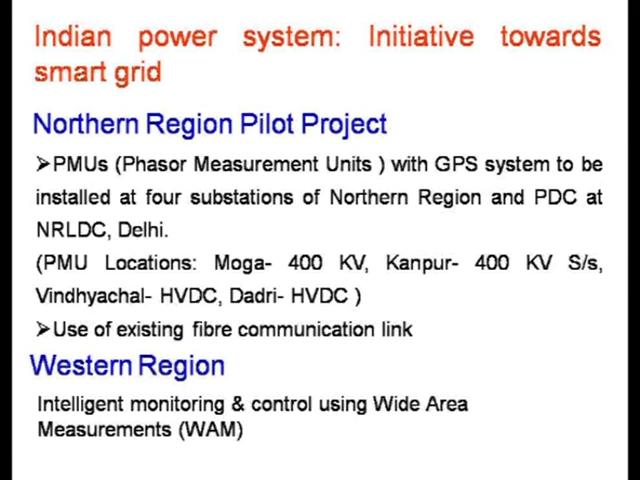 Indian power system: Initiative towards
smart grid
Northern Region Pilot Project
➢PMUs (Phasor Measurement Units ) with GPS system to be
installed at four substations of Northern Region and PDC at
NRLDC, Delhi.
(PMU Locations: Moga- 400 KV, Kanpur- 400 KV S/s,
Vindhyachal- HVDC, Dadri- HVDC )
➢Use of existing fibre communication link
Western Region
Intelligent monitoring & control using Wide Area
Measurements (WAM)